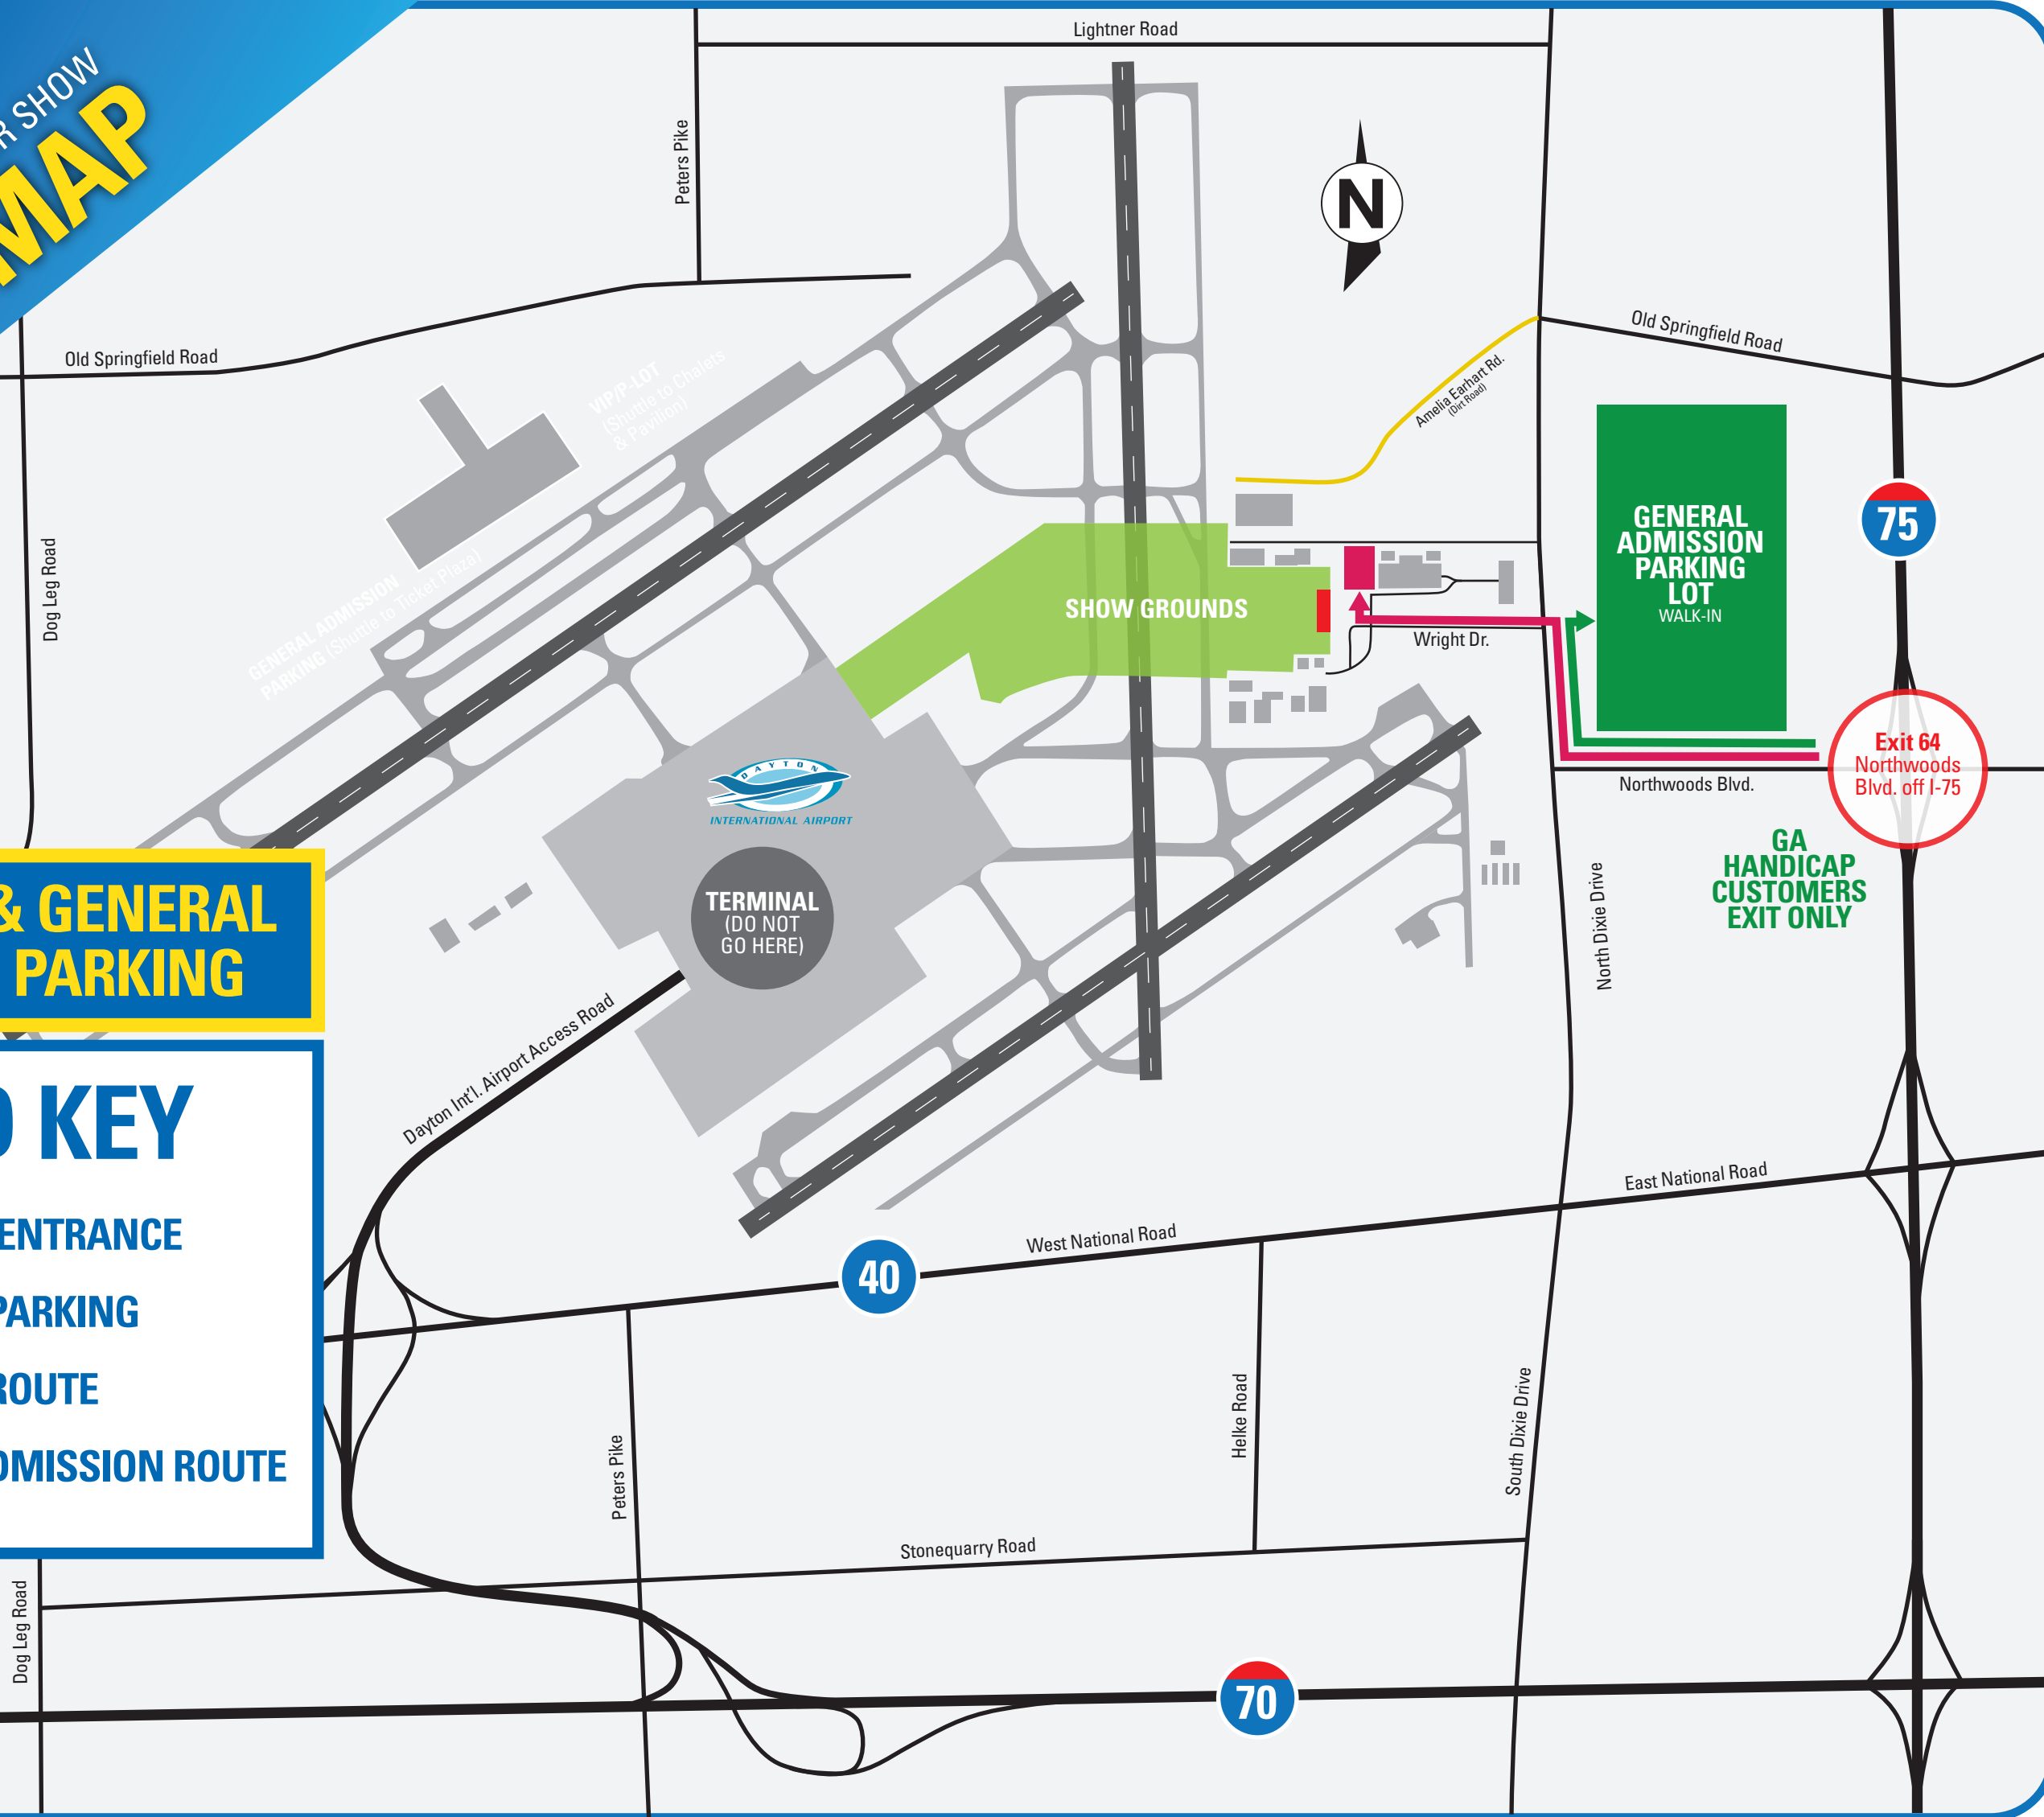 SHOW
MAP
Lightner Road
Peters Pike
N
Old Springfield Road
Old Springfield Road
VIP/P-LOT
(Shuttle to Chalets
& Pavilion)
Amelia Earhart Rd.
(Dirt Road)
Dog Leg Road
GENERAL ADMISSION
PARKING (Shuttle to Ticket Plaza)
GENERAL
ADMISSION
PARKING
LOT
WALK-IN
75
SHOW GROUNDS
Wright Dr.
Exit 64
Northwoods
Blvd. off I-75
Northwoods Blvd.
DAYTON
INTERNATIONAL AIRPORT
TERMINAL
(DO NOT
GO HERE)
GA
HANDICAP
CUSTOMERS
EXIT ONLY
North Dixie Drive
& GENERAL
PARKING
Dayton Int'l. Airport Access Road
KEY
ENTRANCE
PARKING
ROUTE
DMISSION ROUTE
East National Road
West National Road
40
Peters Pike
Helke Road
South Dixie Drive
Stonequarry Road
Dog Leg Road
70